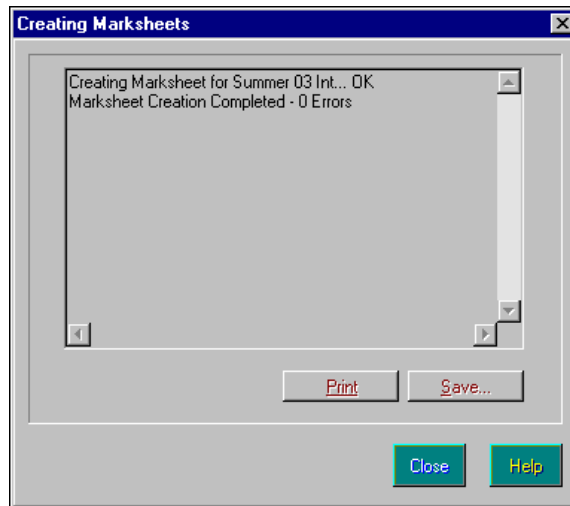 Creating Marksheets
Creating Marksheet for Summer 03 Int... OK
Marksheet Creation Completed - 0 Errors
Print Save...
Close Help